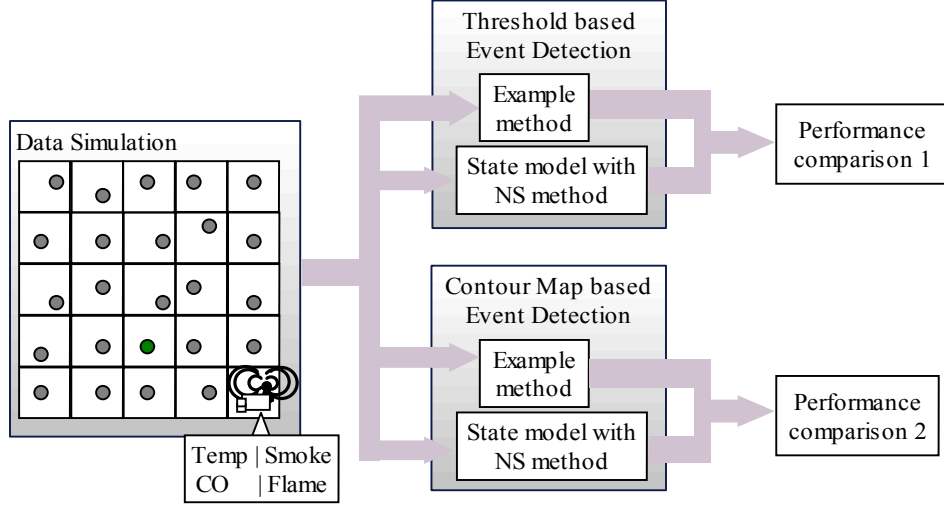 Threshold based
Event Detection
Example
method
State model with
NS method
Performance
comparison 1
Data Simulation
Temp | Smoke
CO | Flame
Contour Map based
Event Detection
Example
method
State model with
NS method
Performance
comparison 2